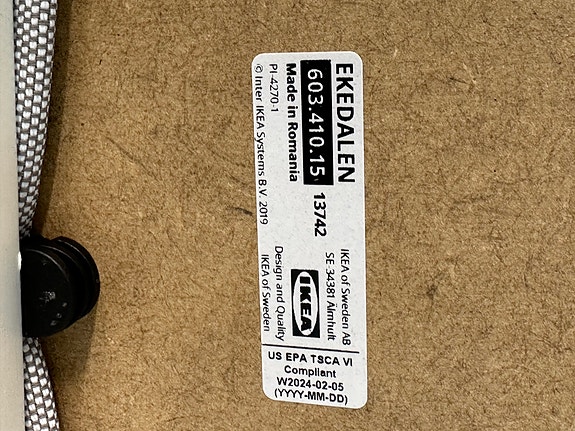 EKEDALEN
603.410.15 13742
Made in Romania
PI-4270-1
© Inter IKEA Systems B.V. 2019
IKEA of Sweden AB
SE 34381 Älmhult
IKEA
Design and Quality
IKEA of Sweden
US EPA TSCA VI
Compliant
W2024-02-05
(YYYY-MM-DD)